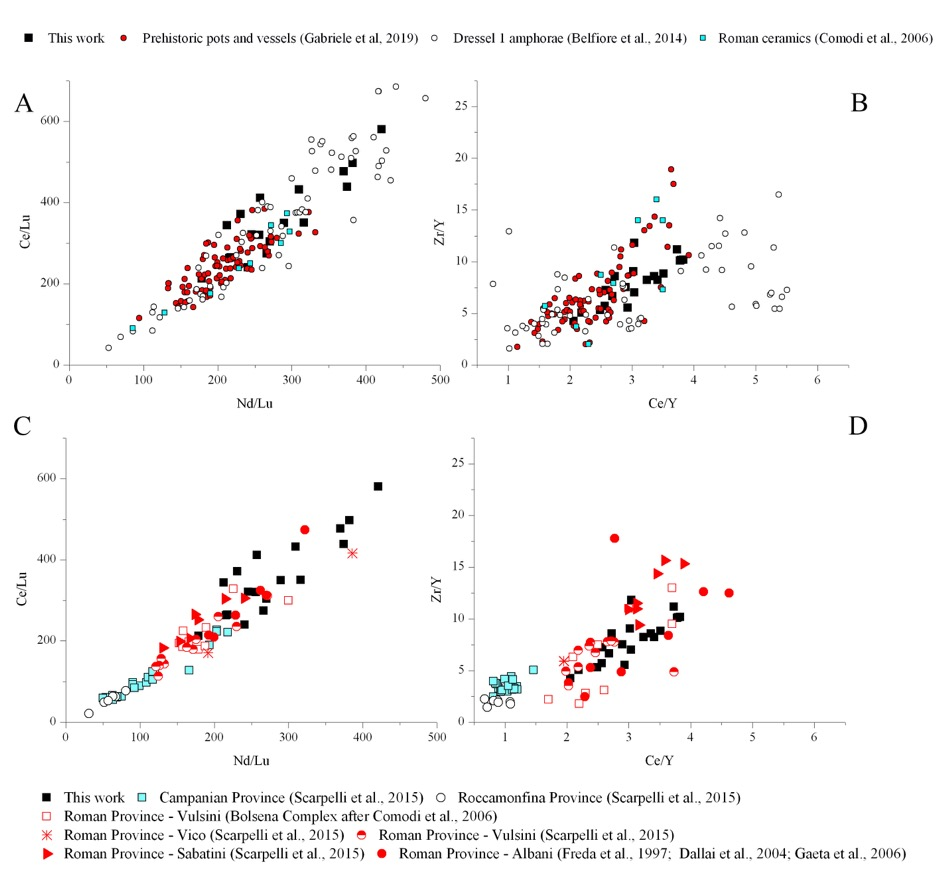 This work Prehistoric pots and vessels (Gabriele et al, 2019) Dressel 1 amphorae (Belfiore et al., 2014) Roman ceramics (Comodi et al., 2006)
A
600
400
200
0
Ce/Lu
0 100 200 300 400 500
Nd/Lu
B
25
20
15
10
5
0
Zr/Y
1 2 3 4 5 6
Ce/Y
C
600
400
200
0
Ce/Lu
0 100 200 300 400 500
Nd/Lu
D
25
20
15
10
5
0
Zr/Y
1 2 3 4 5 6
Ce/Y
This work Campanian Province (Scarpelli et al., 2015) Roccamonfina Province (Scarpelli et al., 2015)
Roman Province - Vulsini (Bolsena Complex after Comodi et al., 2006)
Roman Province - Vico (Scarpelli et al., 2015) Roman Province - Vulsini (Scarpelli et al., 2015)
Roman Province - Sabatini (Scarpelli et al., 2015) Roman Province - Albani (Freda et al., 1997; Dallai et al., 2004; Gaeta et al., 2006)